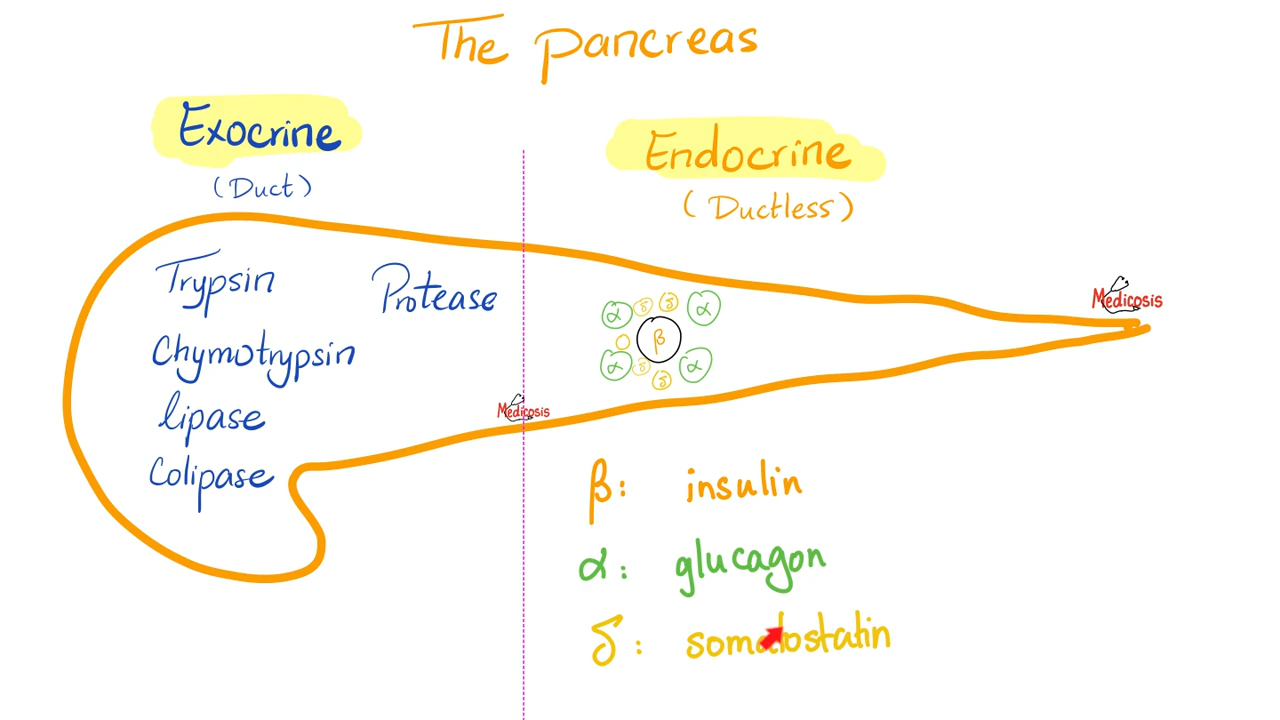 The pancreas
Exocrine
(Duct)
Endocrine
(Ductless)
Trypsin
Protease
Chymotrypsin
lipase
Colipase
α δ δ α
β
α δ δ α
Medicosis
Medicosis
β: insulin
α: glucagon
δ: somatostatin